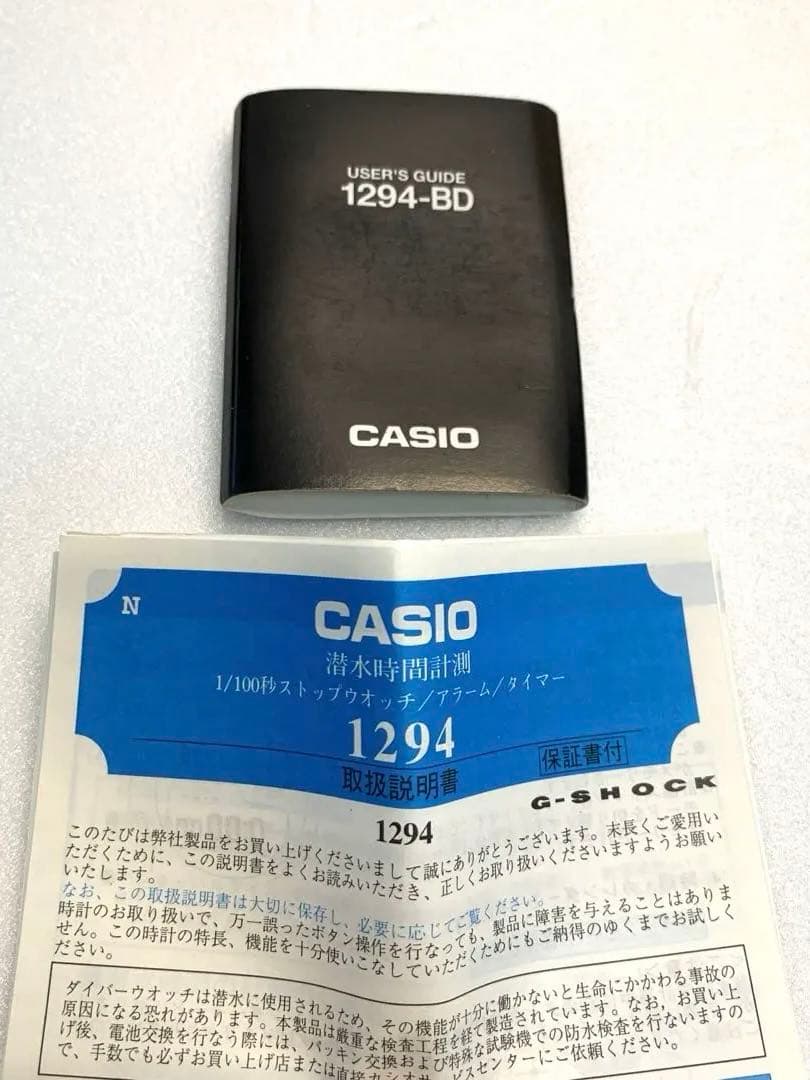 USER'S GUIDE
1294-BD
CASIO
N
CASIO
潜水時間計測
1/100秒ストップウオッチ/アラーム/タイマー
1294
保証書付
取扱説明書
G-SHOCK
1294
このたびは弊社製品をお買い上げくださいまして誠にありがとうございます。末長くご愛用い
ただくために、この説明書をよくお読みいただき、正しくお取り扱いくださいますようお願い
いたします。
なお、この取扱説明書は大切に保存し、必要に応じてご覧ください。
時計のお取り扱いで、万一誤ったボタン操作を行なっても、製品に障害を与えることはありま
せん。この時計の特長、機能を十分使いこなしていただくためにもご納得のゆくまでお試しく
ださい。
ダイバーウオッチは潜水に使用されるため、その機能が十分に働かないと生命にかかわる事故の
原因になる恐れがあります。本製品は厳重な検査工程を経て製造されています。なお、お買い上
げ後、電池交換を行なう際には、パッキン交換および特殊な試験機での防水検査を行ないますの
で、手数でも必ずお買い上げ店または直接カシオサービスセンターにご依頼ください。